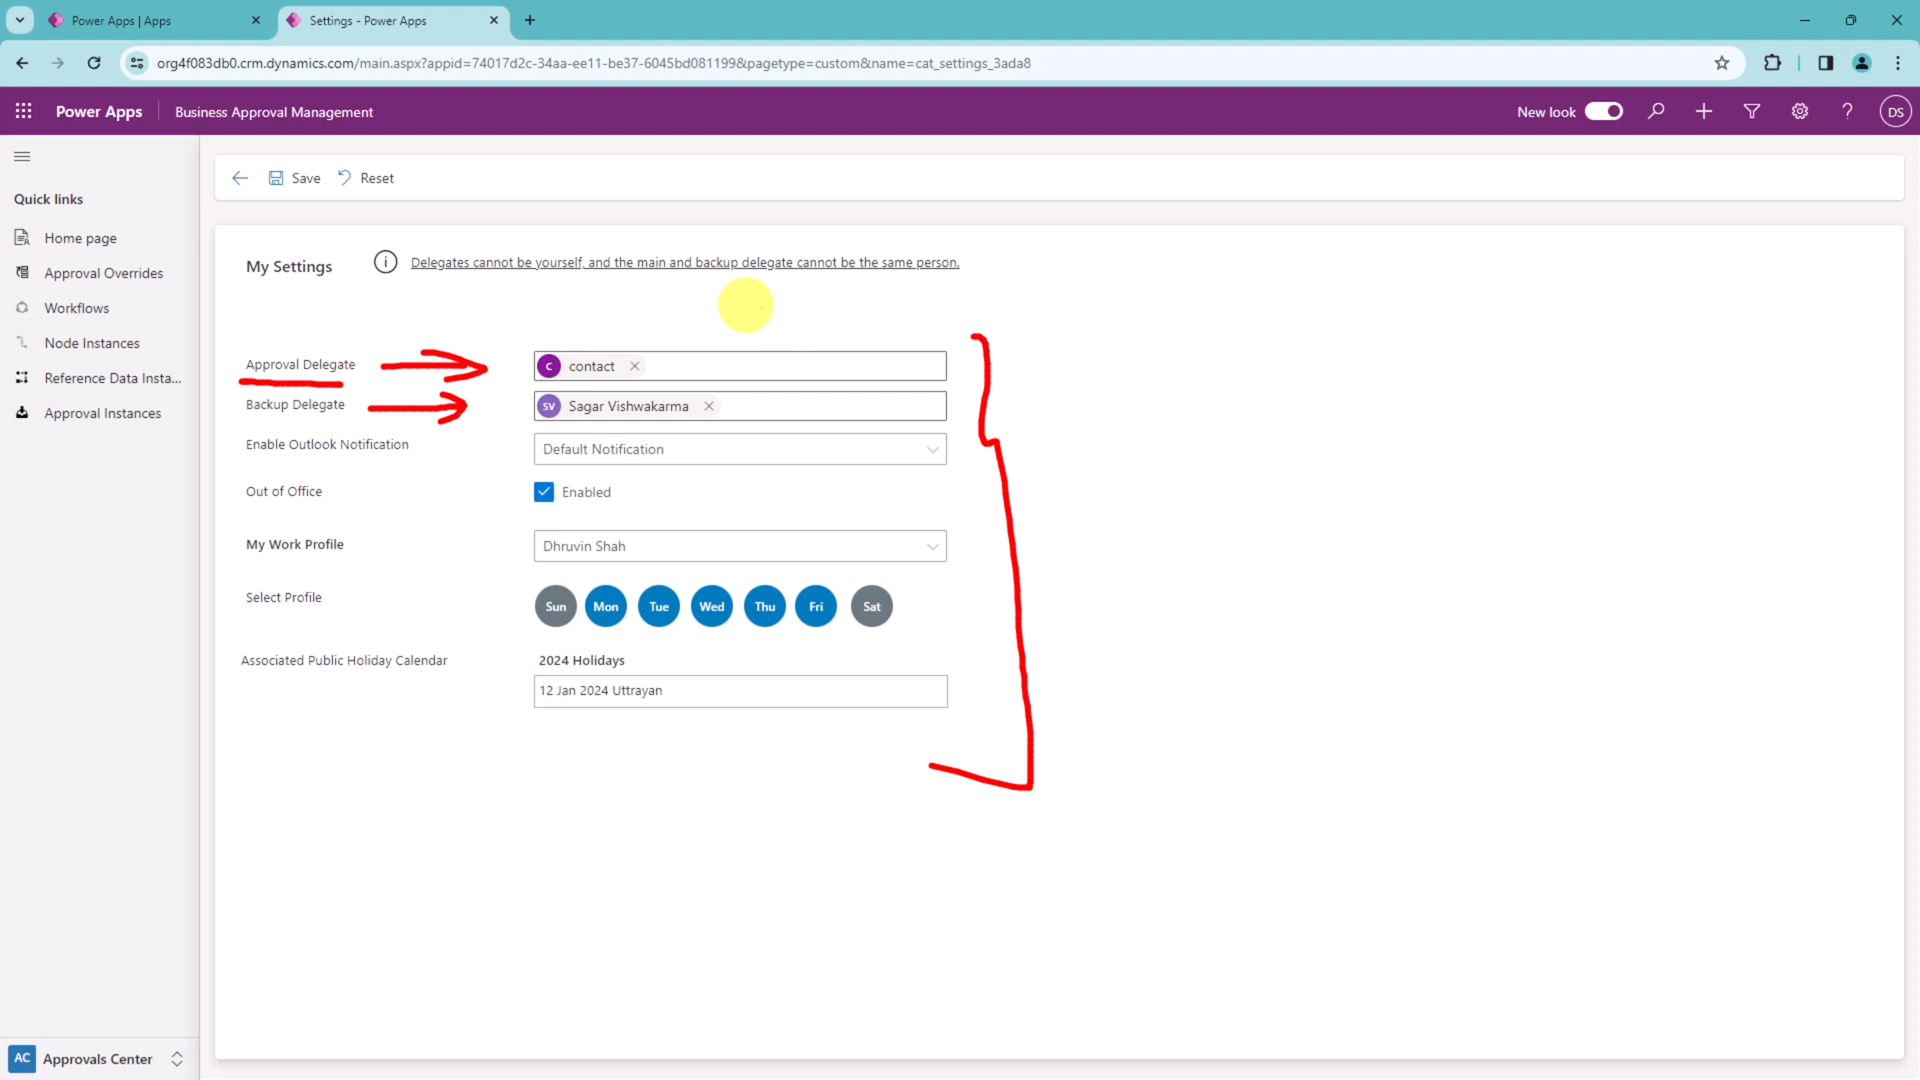 Power Apps | Apps
Settings - Power Apps
org4f083db0.crm.dynamics.com/main.aspx?appid=74017d2c-34aa-ee11-be37-6045bd081199&pagetype=custom&name=cat_settings_3ada8
Power Apps
Business Approval Management
New look
DS
Save
Reset
Quick links
Home page
Approval Overrides
Workflows
Node Instances
Reference Data Insta...
Approval Instances
My Settings
Delegates cannot be yourself, and the main and backup delegate cannot be the same person.
Approval Delegate
C contact
Backup Delegate
SV Sagar Vishwakarma
Enable Outlook Notification
Default Notification
Out of Office
Enabled
My Work Profile
Dhruvin Shah
Select Profile
Sun Mon Tue Wed Thu Fri Sat
Associated Public Holiday Calendar
2024 Holidays
12 Jan 2024 Uttrayan
AC Approvals Center